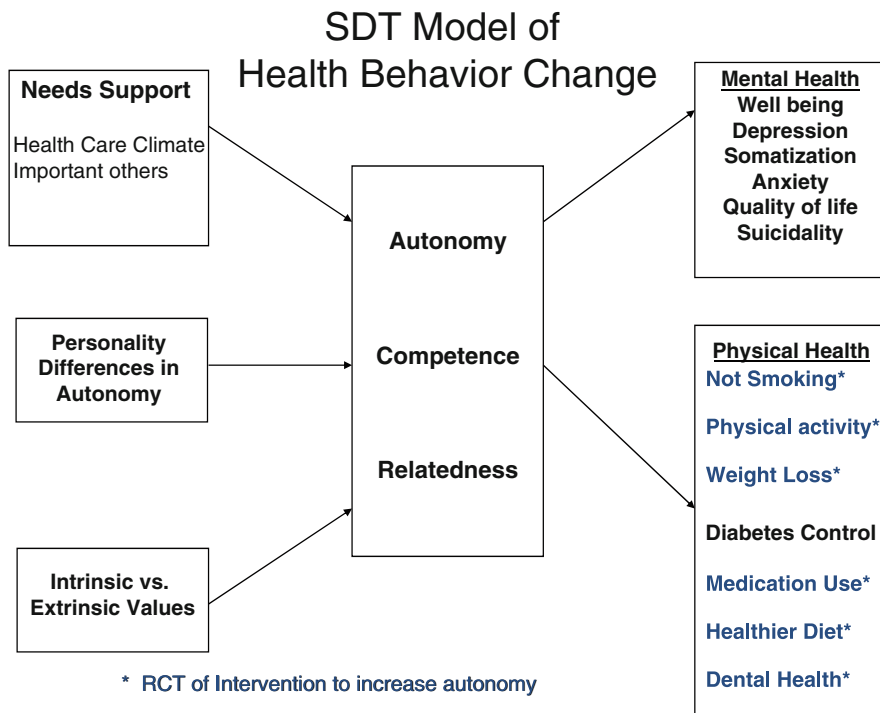 SDT Model of
Health Behavior Change
Needs Support
Health Care Climate
Important others
Personality
Differences in
Autonomy
Intrinsic vs.
Extrinsic Values
Autonomy
Competence
Relatedness
Mental Health
Well being
Depression
Somatization
Anxiety
Quality of life
Suicidality
Physical Health
Not Smoking*
Physical activity*
Weight Loss*
Diabetes Control
Medication Use*
Healthier Diet*
Dental Health*
* RCT of Intervention to increase autonomy